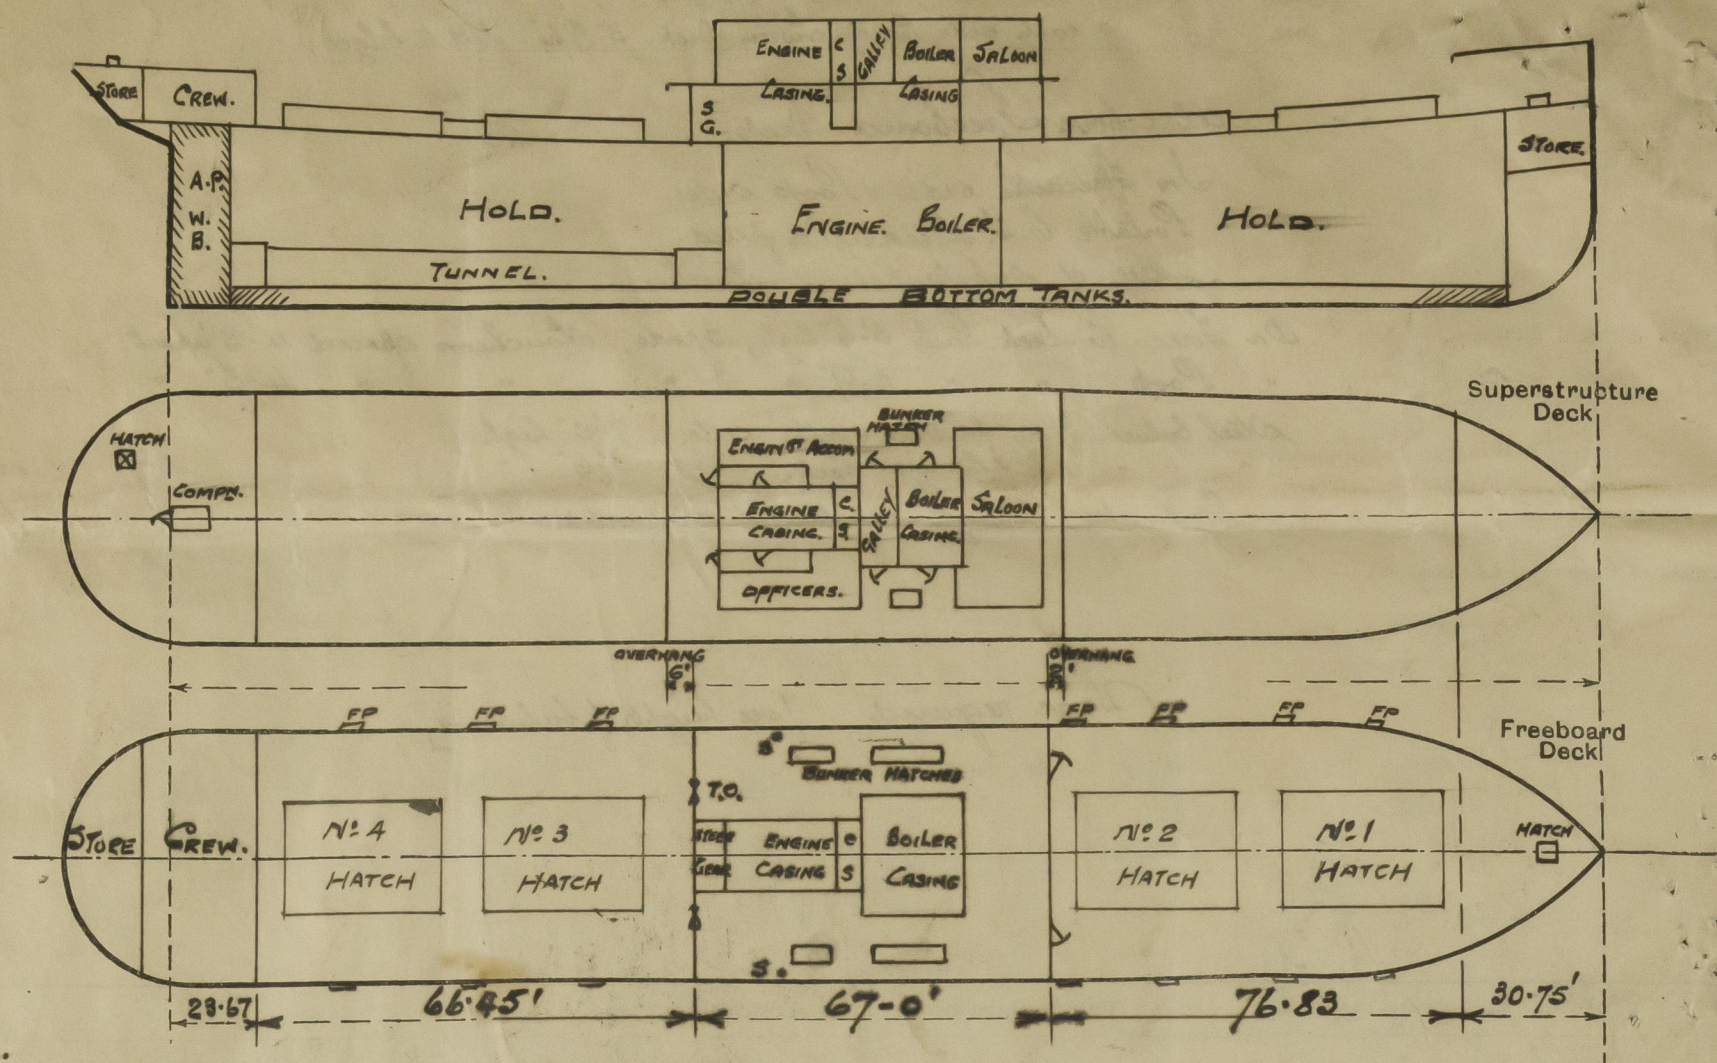 ENGINE
CASING.
C
S
GALLEY
BOILER
CASING
SALOON
STORE
CREW.
S
G.
A.P.
W.
B.
HOLD.
ENGINE. BOILER.
HOLD.
STORE.
TUNNEL.
DOUBLE BOTTOM TANKS.
Superstructure
Deck
HATCH
COMPN.
BUNKER
HATCH
ENGINRS ACCOM
ENGINE
CASING.
C.
S
GALLEY
BOILER
CASING.
SALOON
OFFICERS.
OVERHANG
6'
OVERHANG.
FP FP FP FP FP FP FP
Freeboard
Deck
S
BUNKER HATCHES
T.O.
STORE CREW.
No 4
HATCH
No 3
HATCH
STEER
GEAR
ENGINE
CASING
C
S
BOILER
CASING
No 2
HATCH
No 1
HATCH
HATCH
S.
23.67 66.45' 67-0' 76.83 30.75'